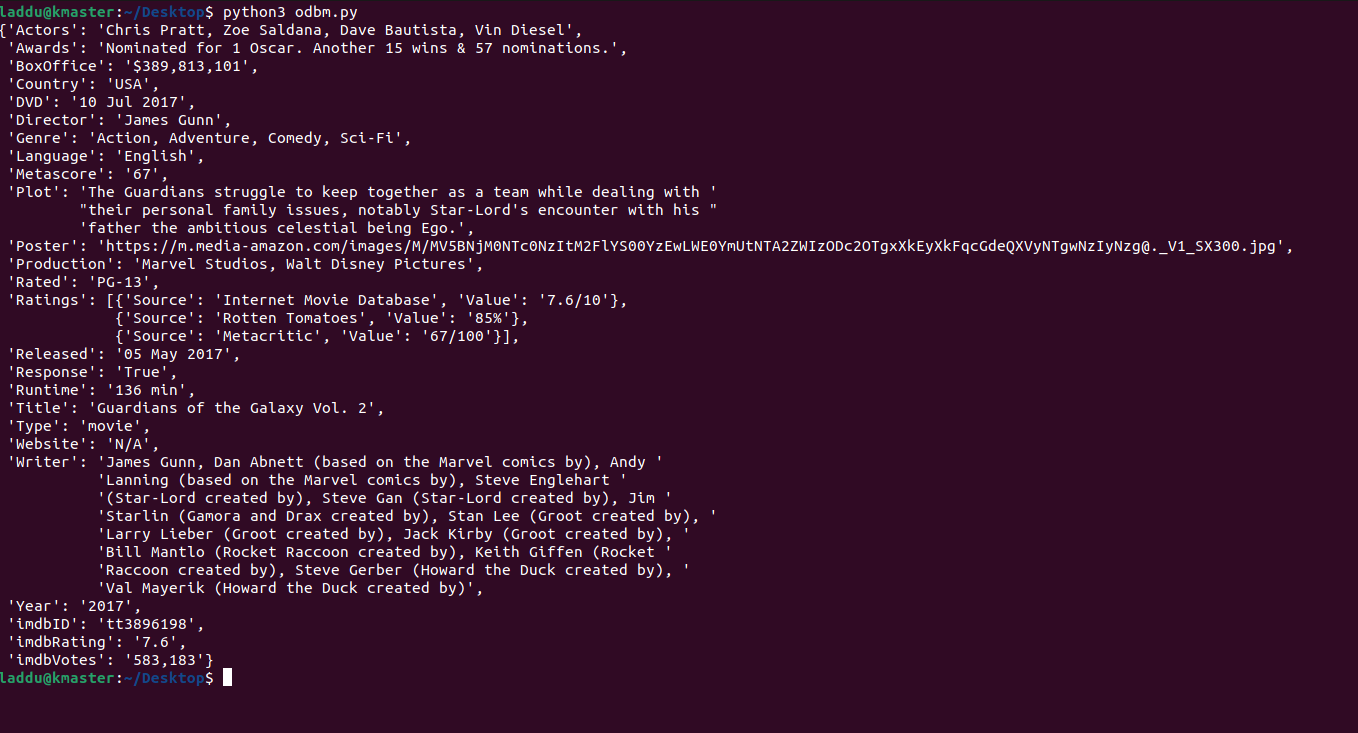 laddu@kmaster:~/Desktop$ python3 odbm.py
{'Actors': 'Chris Pratt, Zoe Saldana, Dave Bautista, Vin Diesel',
 'Awards': 'Nominated for 1 Oscar. Another 15 wins & 57 nominations.',
 'BoxOffice': '$389,813,101',
 'Country': 'USA',
 'DVD': '10 Jul 2017',
 'Director': 'James Gunn',
 'Genre': 'Action, Adventure, Comedy, Sci-Fi',
 'Language': 'English',
 'Metascore': '67',
 'Plot': 'The Guardians struggle to keep together as a team while dealing with '
         "their personal family issues, notably Star-Lord's encounter with his "
         'father the ambitious celestial being Ego.',
 'Poster': 'https://m.media-amazon.com/images/M/MV5BNjM0NTc0NzItM2FlYS00YzEwLWE0YmUtNTA2ZWIzODc2OTgxXkEyXkFqcGdeQXVyNTgwNzIyNzg@._V1_SX300.jpg',
 'Production': 'Marvel Studios, Walt Disney Pictures',
 'Rated': 'PG-13',
 'Ratings': [{'Source': 'Internet Movie Database', 'Value': '7.6/10'},
             {'Source': 'Rotten Tomatoes', 'Value': '85%'},
             {'Source': 'Metacritic', 'Value': '67/100'}],
 'Released': '05 May 2017',
 'Response': 'True',
 'Runtime': '136 min',
 'Title': 'Guardians of the Galaxy Vol. 2',
 'Type': 'movie',
 'Website': 'N/A',
 'Writer': 'James Gunn, Dan Abnett (based on the Marvel comics by), Andy '
           'Lanning (based on the Marvel comics by), Steve Englehart '
           '(Star-Lord created by), Steve Gan (Star-Lord created by), Jim '
           'Starlin (Gamora and Drax created by), Stan Lee (Groot created by), '
           'Larry Lieber (Groot created by), Jack Kirby (Groot created by), '
           'Bill Mantlo (Rocket Raccoon created by), Keith Giffen (Rocket '
           'Raccoon created by), Steve Gerber (Howard the Duck created by), '
           'Val Mayerik (Howard the Duck created by)',
 'Year': '2017',
 'imdbID': 'tt3896198',
 'imdbRating': '7.6',
 'imdbVotes': '583,183'}
laddu@kmaster:~/Desktop$